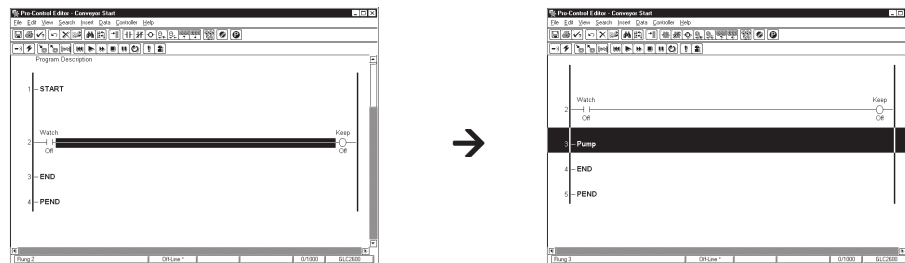 Pro-Control Editor - Conveyor Start
File Edit View Search Insert Data Controller Help
Program Description
1 START
Watch Keep
2
Off Off
3 END
4 PEND
Rung 2 Off-Line * 0/1000 GLC2600
Pro-Control Editor - Conveyor Start
File Edit View Search Insert Data Controller Help
Watch Keep
2
Off Off
3 Pump
4 END
5 PEND
Rung 3 Off-Line * 0/1000 GLC2600